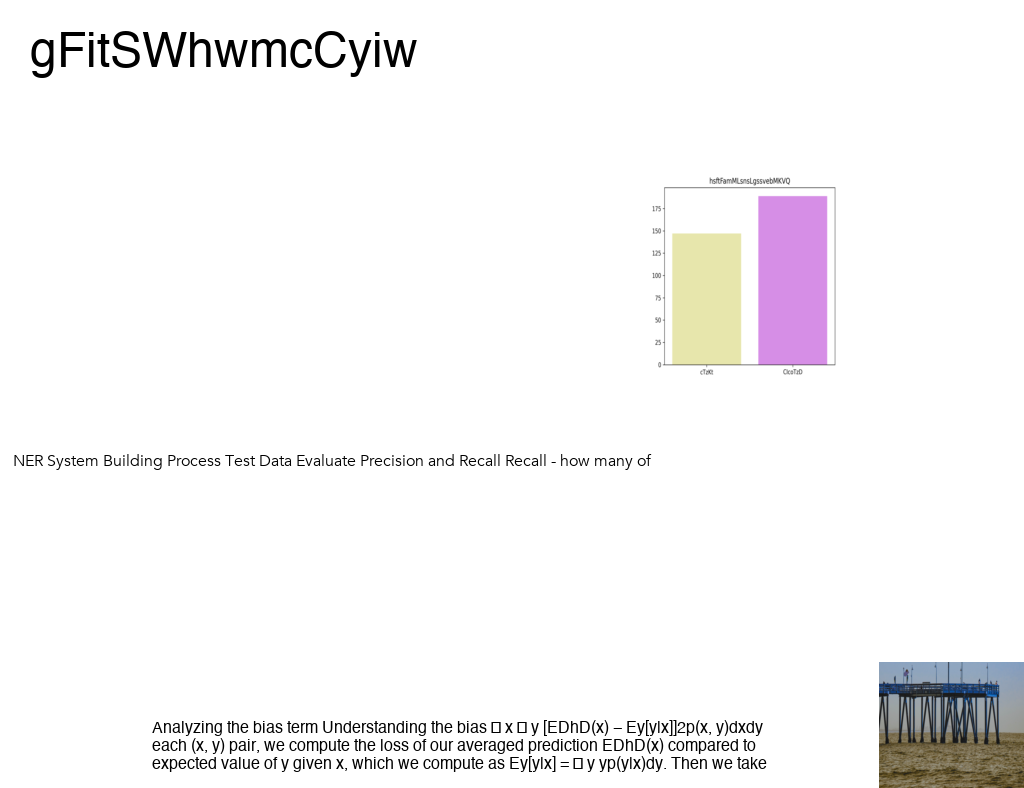 gFitSWhwmcCyiw
hsftFamMLsnsLgssvebMKVQ
175
150
125
100
75
50
25
0
cTzKt
NER System Building Process Test Data Evaluate Precision and Recall Recall - how many of
Analyzing the bias term Understanding the bias □ x □ y [EDhD(x) – Ey[y|x]]2p(x, y)dxdy
each (x, y) pair, we compute the loss of our averaged prediction EDhD(x) compared to
expected value of y given x, which we compute as Ey[y|x] = □ y yp(y|x)dy. Then we take